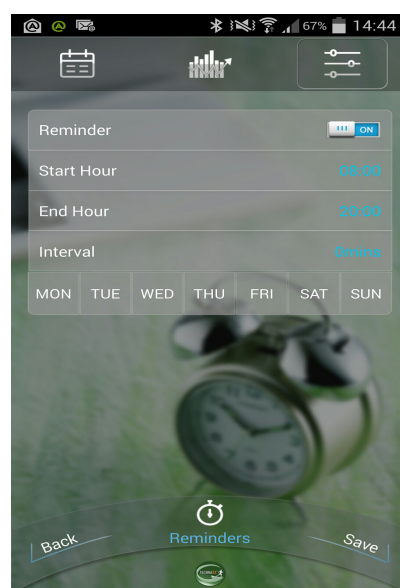 67% 14:44
Reminder ON
Start Hour 08:00
End Hour 20:00
Interval 0mins
MON TUE WED THU FRI SAT SUN
Back Reminders Save